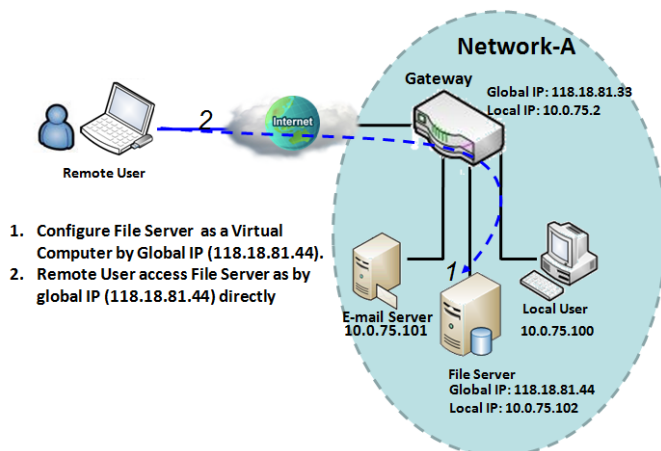 Network-A
Gateway
Global IP: 118.18.81.33
Local IP: 10.0.75.2
2
Internet
Remote User
1. Configure File Server as a Virtual
Computer by Global IP (118.18.81.44).
2. Remote User access File Server as by
global IP (118.18.81.44) directly
1
E-mail Server
10.0.75.101
Local User
10.0.75.100
File Server
Global IP: 118.18.81.44
Local IP: 10.0.75.102